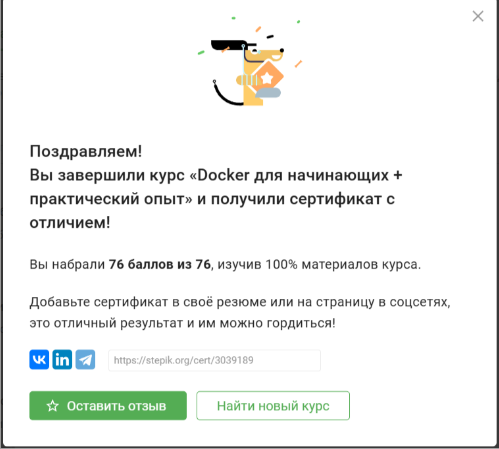 Поздравляем!
Вы завершили курс «Docker для начинающих +
практический опыт» и получили сертификат с
отличием!
Вы набрали 76 баллов из 76, изучив 100% материалов курса.
Добавьте сертификат в своё резюме или на страницу в соцсетях,
это отличный результат и им можно гордиться!
https://stepik.org/cert/3039189
Оставить отзыв
Найти новый курс